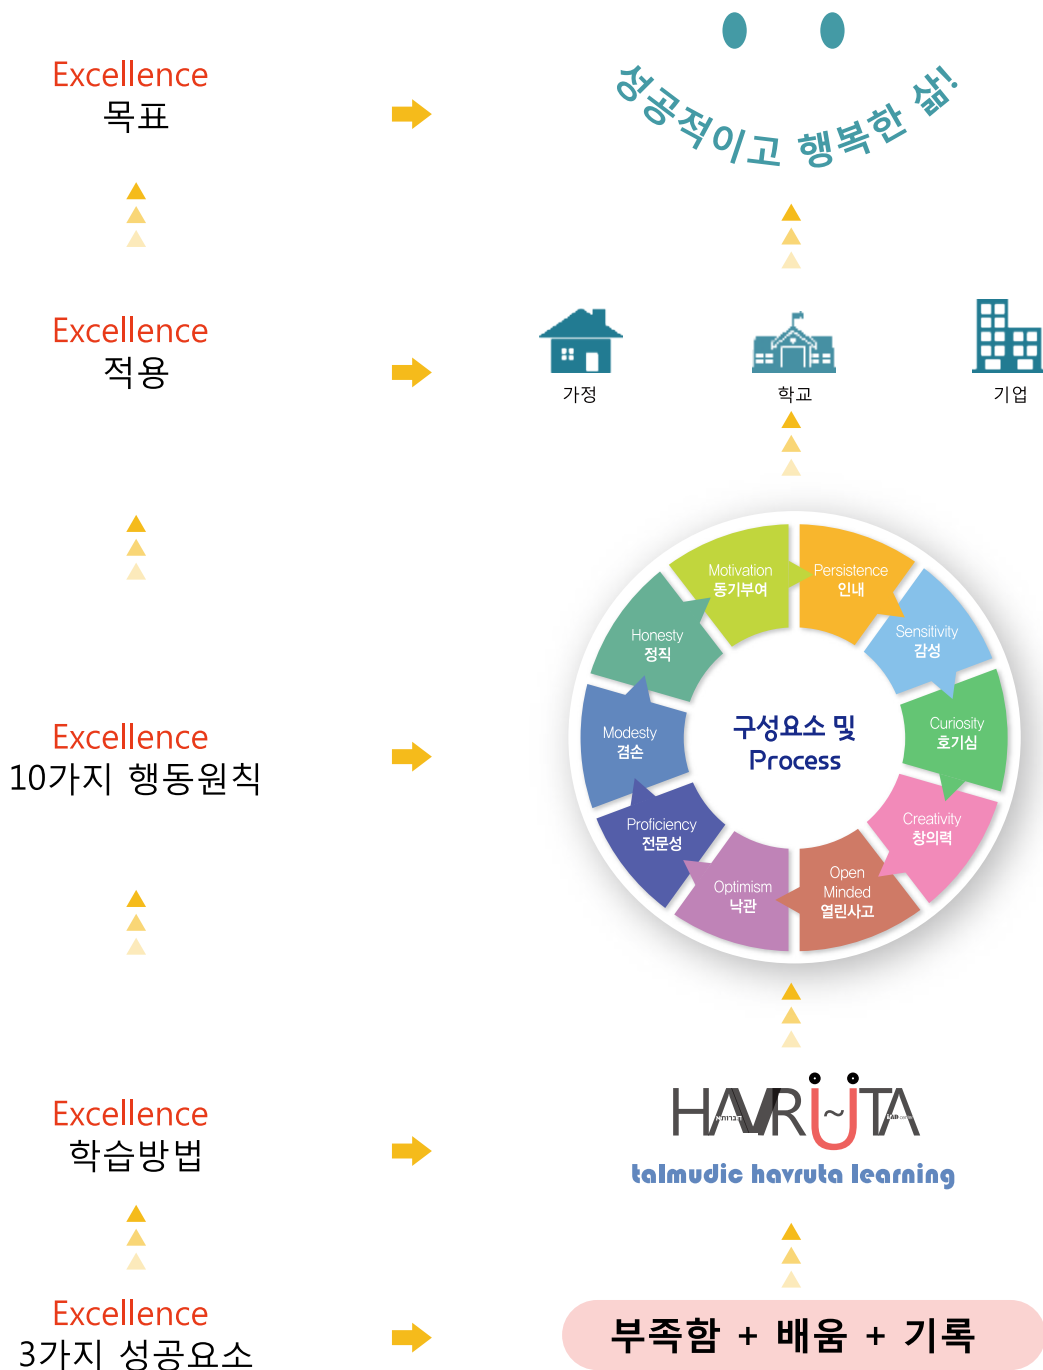 Excellence
목표
성공적이고 행복한 삶!
Excellence
적용
가정
학교
기업
Motivation
동기부여
Persistence
인내
Sensitivity
감성
Curiosity
호기심
Creativity
창의력
Open
Minded
열린사고
Optimism
낙관
Proficiency
전문성
Modesty
겸손
Honesty
정직
구성요소 및
Process
Excellence
10가지 행동원칙
Excellence
학습방법
HAVRUTA
talmudic havruta learning
Excellence
3가지 성공요소
부족함 + 배움 + 기록